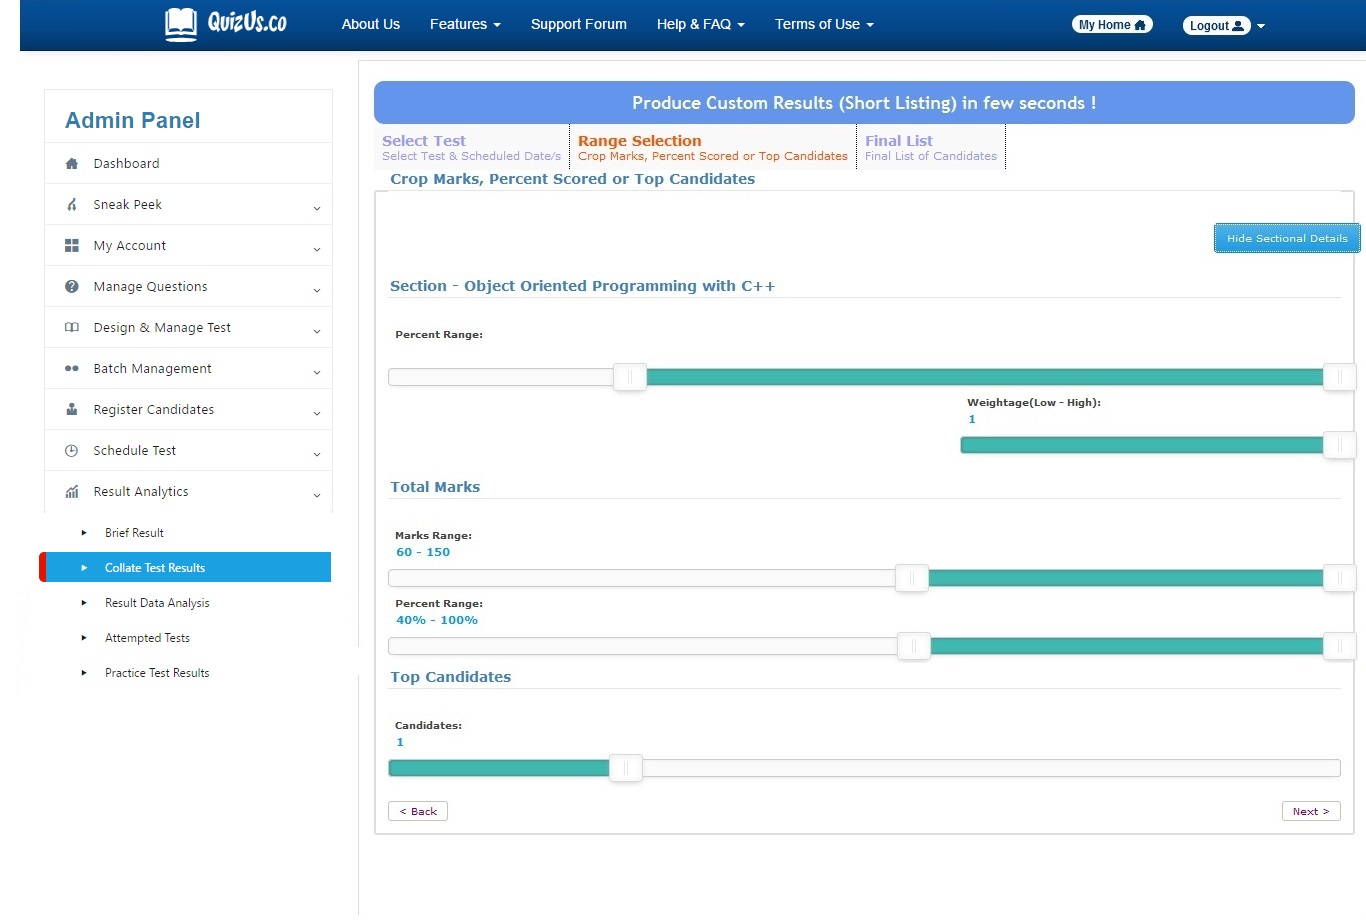 QuizUs.co
About Us
Features
Support Forum
Help & FAQ
Terms of Use
My Home
Logout
Admin Panel
Dashboard
Sneak Peek
My Account
Manage Questions
Design & Manage Test
Batch Management
Register Candidates
Schedule Test
Result Analytics
Brief Result
Collate Test Results
Result Data Analysis
Attempted Tests
Practice Test Results
Produce Custom Results (Short Listing) in few seconds !
Select Test
Select Test & Scheduled Date/s
Range Selection
Crop Marks, Percent Scored or Top Candidates
Final List
Final List of Candidates
Crop Marks, Percent Scored or Top Candidates
Hide Sectional Details
Section - Object Oriented Programming with C++
Percent Range:
Weightage(Low - High):
1
Total Marks
Marks Range:
60 - 150
Percent Range:
40% - 100%
Top Candidates
Candidates:
1
< Back
Next >